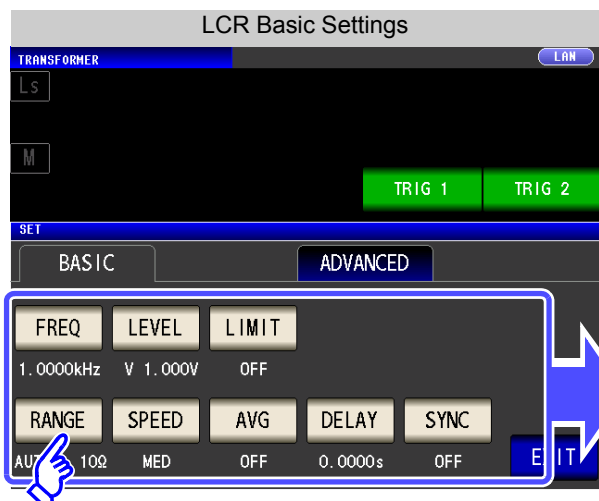 LCR Basic Settings
TRANSFORMER LAN
Ls
M
TRIG 1 TRIG 2
SET
BASIC ADVANCED
FREQ LEVEL LIMIT
1.0000kHz V 1.000V OFF
RANGE SPEED AVG DELAY SYNC
10Ω MED OFF 0.0000s OFF